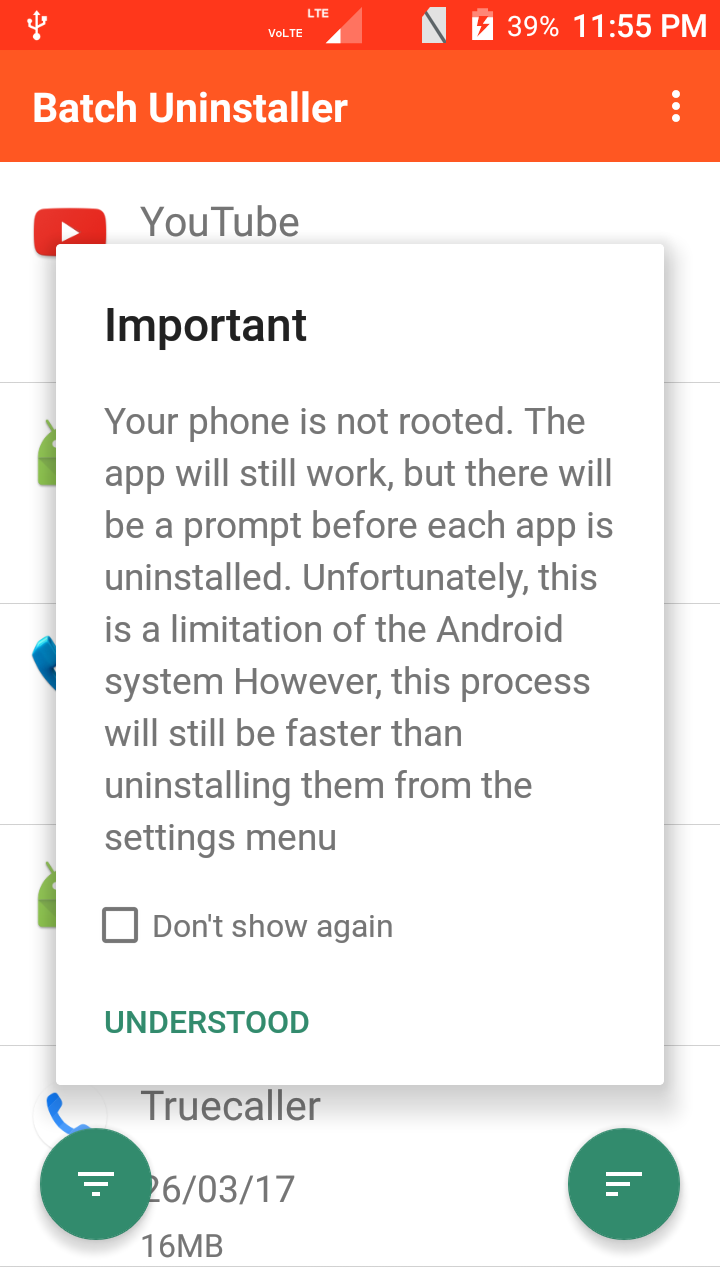 VoLTE LTE 39% 11:55 PM
Batch Uninstaller
YouTube
Important
Your phone is not rooted. The
app will still work, but there will
be a prompt before each app is
uninstalled. Unfortunately, this
is a limitation of the Android
system However, this process
will still be faster than
uninstalling them from the
settings menu
Don't show again
UNDERSTOOD
Truecaller
26/03/17
16MB